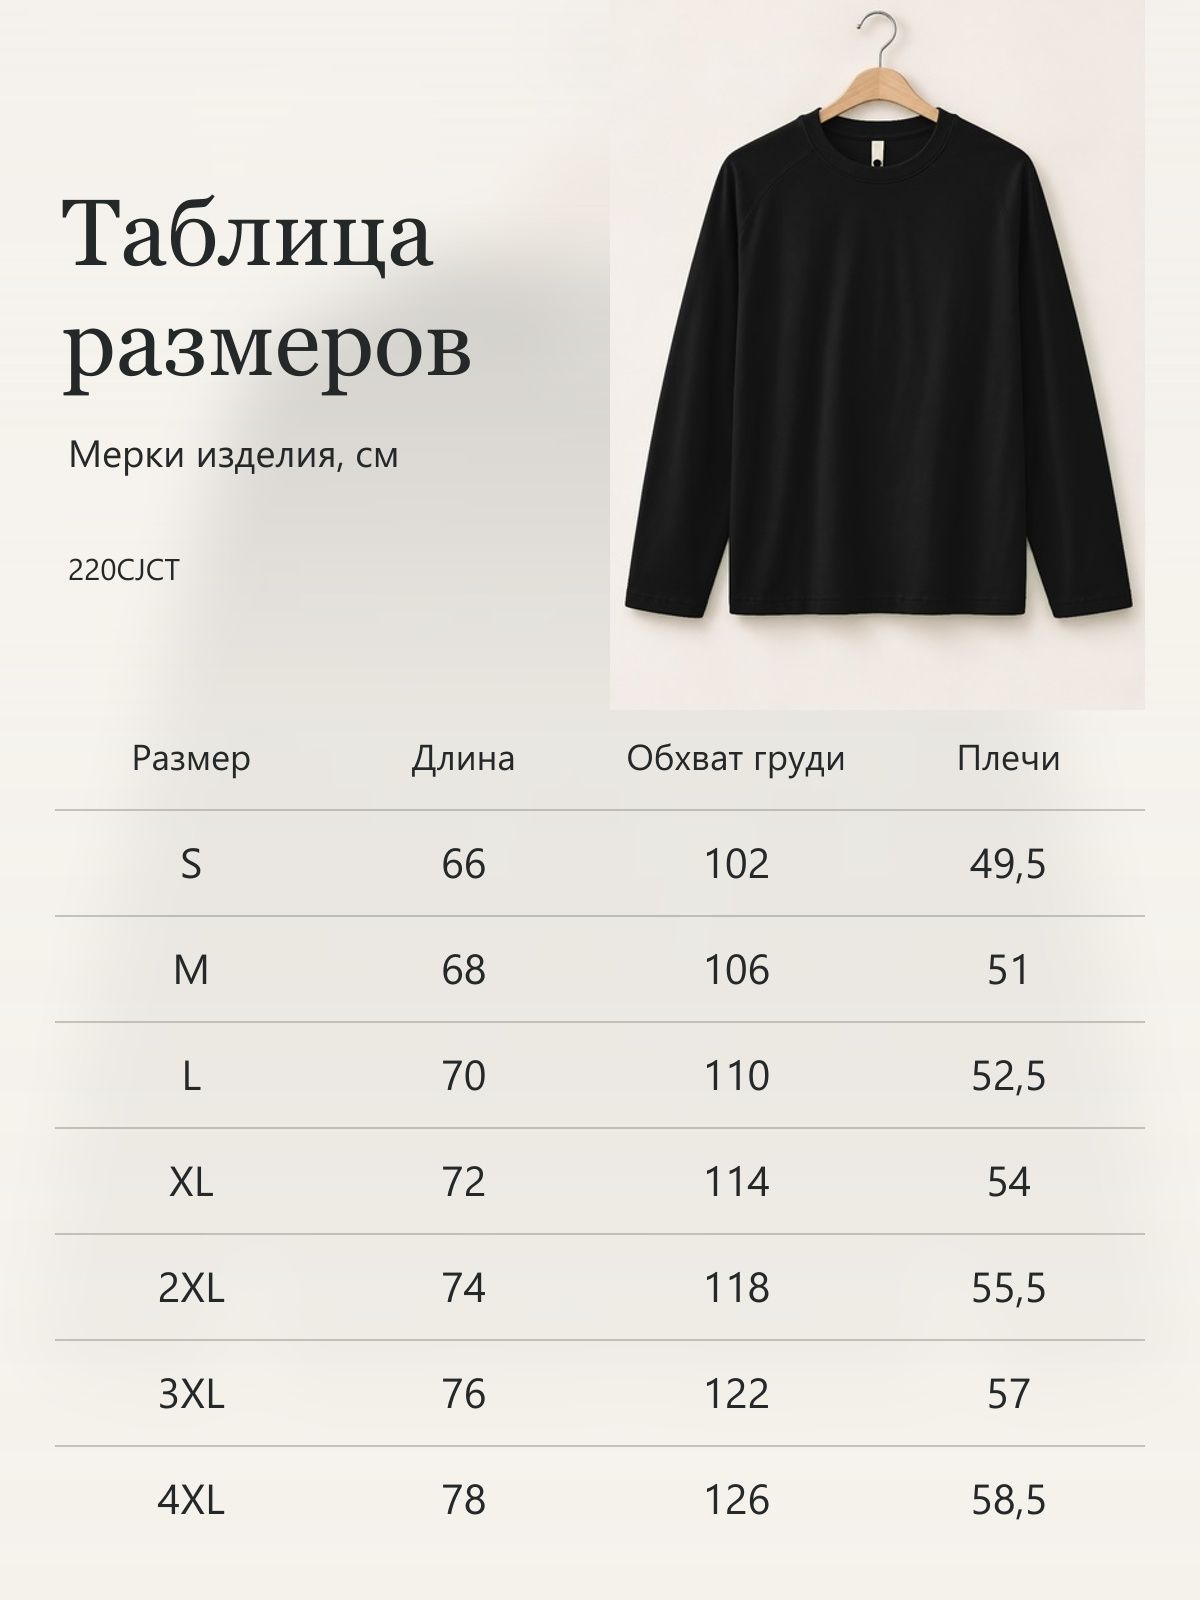 Таблица
размеров
Мерки изделия, см
220CJCT
Размер Длина Обхват груди Плечи
S 66 102 49,5
M 68 106 51
L 70 110 52,5
XL 72 114 54
2XL 74 118 55,5
3XL 76 122 57
4XL 78 126 58,5